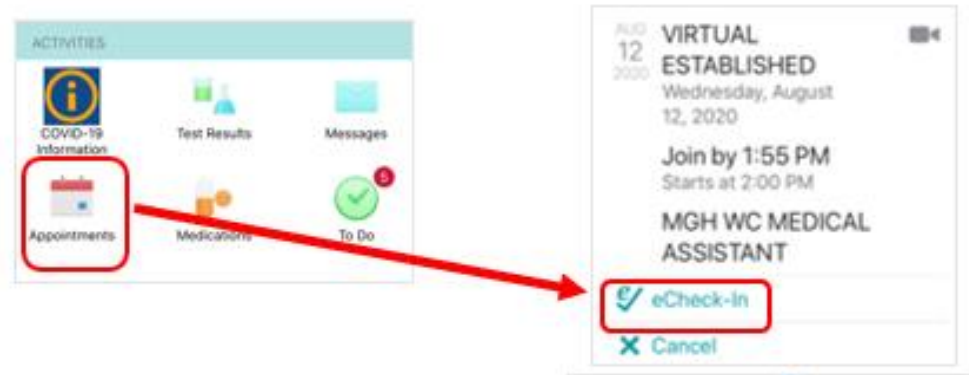 ACTIVITIES
COVID-19
Information
Test Results
Messages
Appointments
Medications
5
To Do
AUG
12
2020
VIRTUAL
ESTABLISHED
Wednesday, August
12, 2020
Join by 1:55 PM
Starts at 2:00 PM
MGH WC MEDICAL
ASSISTANT
eCheck-In
Cancel